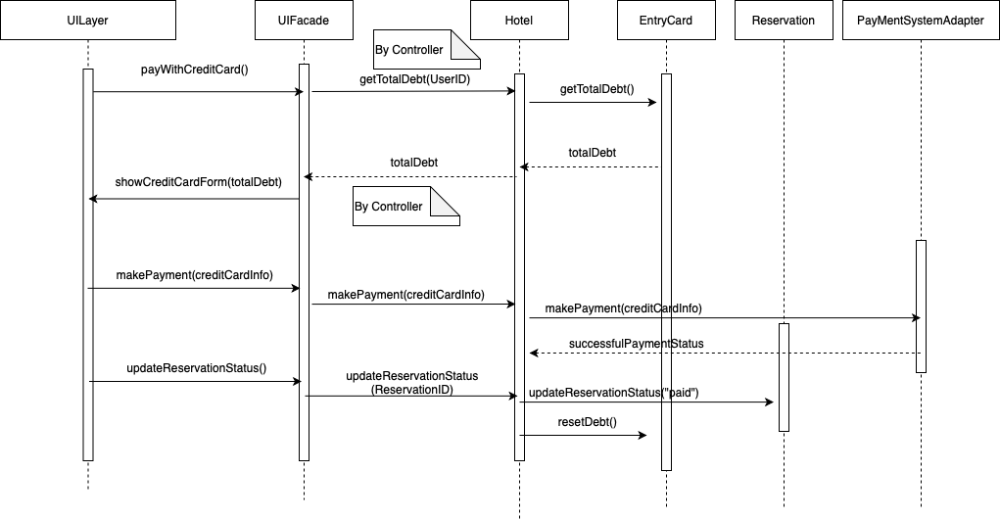 UILayer
UIFacade
Hotel
EntryCard
Reservation
PayMentSystemAdapter
By Controller
payWithCreditCard()
getTotalDebt(UserID)
getTotalDebt()
totalDebt
totalDebt
showCreditCardForm(totalDebt)
By Controller
makePayment(creditCardInfo)
makePayment(creditCardInfo)
makePayment(creditCardInfo)
successfulPaymentStatus
updateReservationStatus()
updateReservationStatus
(ReservationID)
updateReservationStatus("paid")
resetDebt()